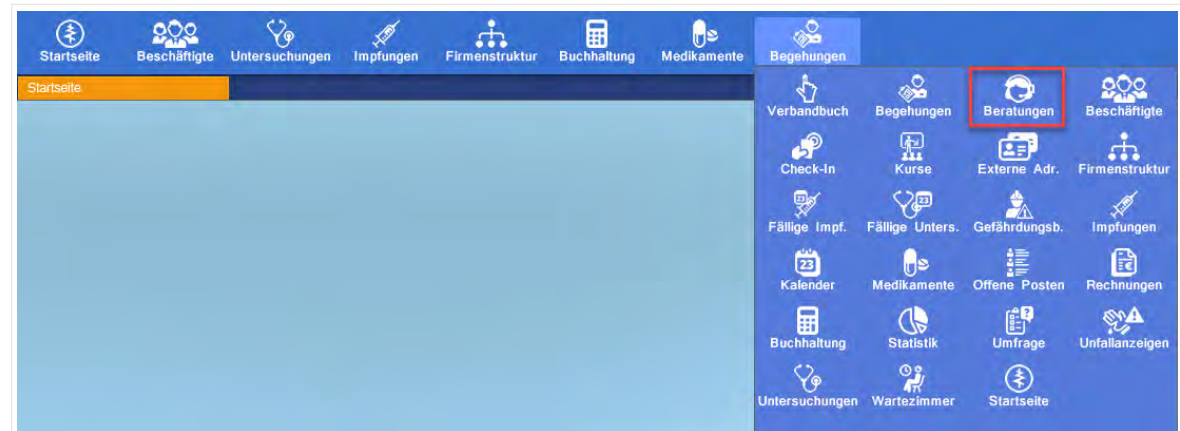 Startseite Beschäftigte Untersuchungen Impfungen Firmenstruktur Buchhaltung Medikamente Begehungen
Startseite
Verbandbuch Begehungen Beratungen Beschäftigte
Check-In Kurse Externe Adr. Firmenstruktur
Fällige Impf. Fällige Unters. Gefährdungsb. Impfungen
23
Kalender Medikamente Offene Posten Rechnungen
Buchhaltung Statistik Umfrage Unfallanzeigen
Untersuchungen Wartezimmer Startseite